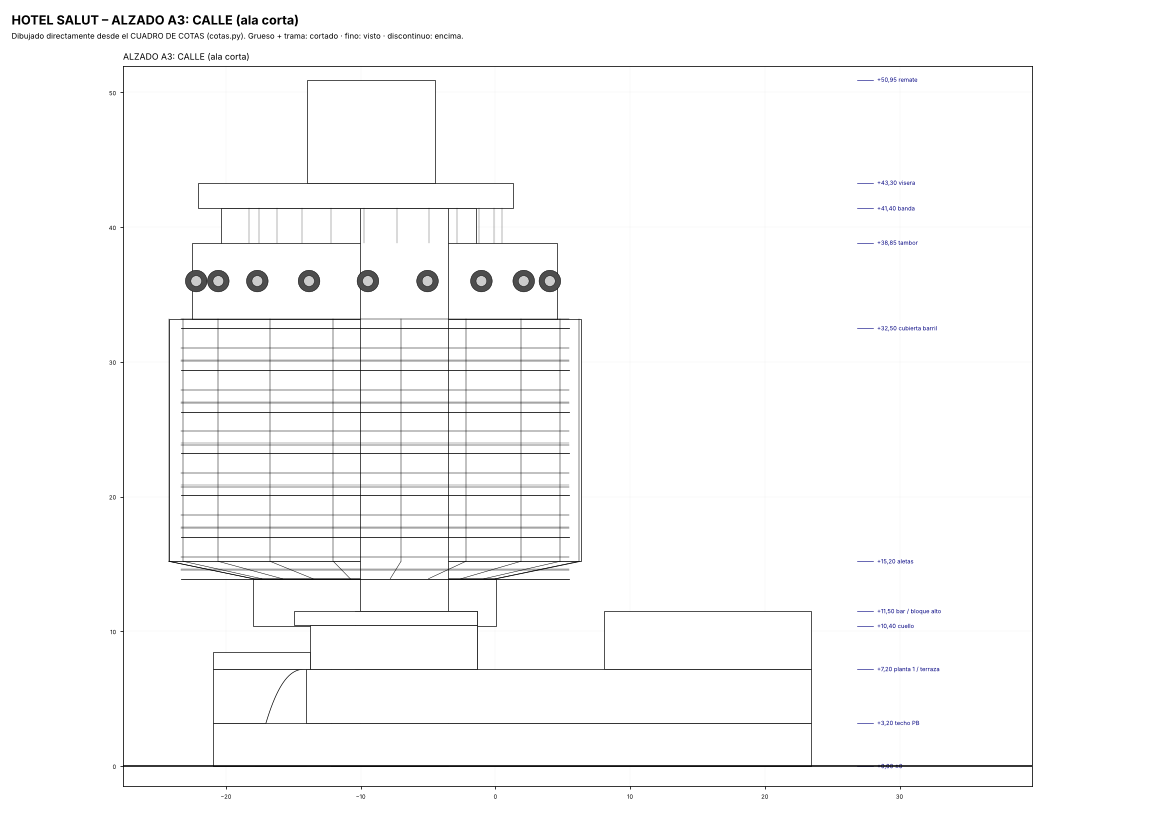 HOTEL SALUT – ALZADO A3: CALLE (ala corta)
Dibujado directamente desde el CUADRO DE COTAS (cotas.py). Grueso + trama: cortado · fino: visto · discontinuo: encima.
ALZADO A3: CALLE (ala corta)
50
40
30
20
10
0
+50,95 remate
+43,30 visera
+41,40 banda
+38,85 tambor
+32,50 cubierta barril
+15,20 aletas
+11,50 bar / bloque alto
+10,40 cuello
+7,20 planta 1 / terraza
+3,20 techo PB
−20
−10
0
10
20
30